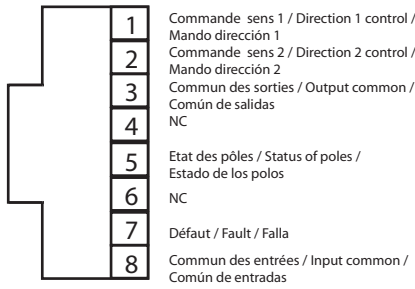 1
Commande sens 1 / Direction 1 control /
Mando dirección 1
2
Commande sens 2 / Direction 2 control /
Mando dirección 2
3
Commun des sorties / Output common /
Común de salidas
4
NC
5
Etat des pôles / Status of poles /
Estado de los polos
6
NC
7
Défaut / Fault / Falla
8
Commun des entrées / Input common /
Común de entradas